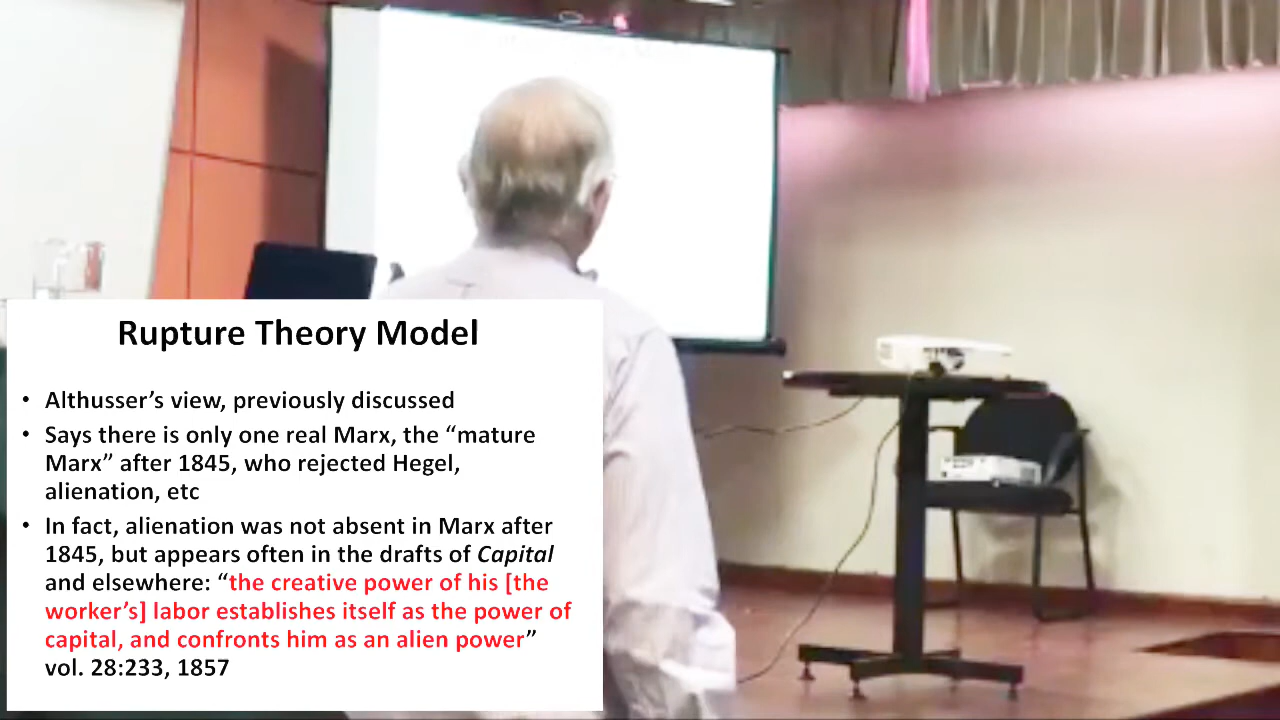 Rupture Theory Model
• Althusser’s view, previously discussed
• Says there is only one real Marx, the “mature
Marx” after 1845, who rejected Hegel,
alienation, etc
• In fact, alienation was not absent in Marx after
1845, but appears often in the drafts of Capital
and elsewhere: “the creative power of his [the
worker’s] labor establishes itself as the power of
capital, and confronts him as an alien power”
vol. 28:233, 1857